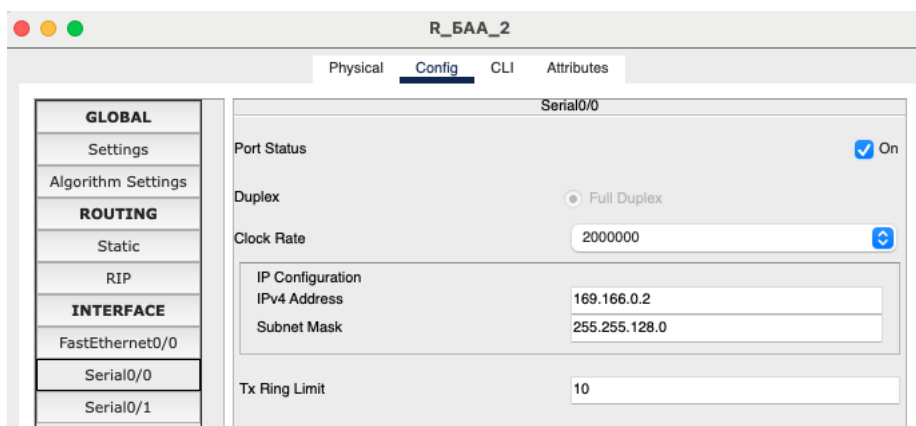 R_БАА_2
Physical Config CLI Attributes
GLOBAL
Settings
Algorithm Settings
ROUTING
Static
RIP
INTERFACE
FastEthernet0/0
Serial0/0
Serial0/1
Serial0/0
Port Status On
Duplex Full Duplex
Clock Rate 2000000
IP Configuration
IPv4 Address 169.166.0.2
Subnet Mask 255.255.128.0
Tx Ring Limit 10